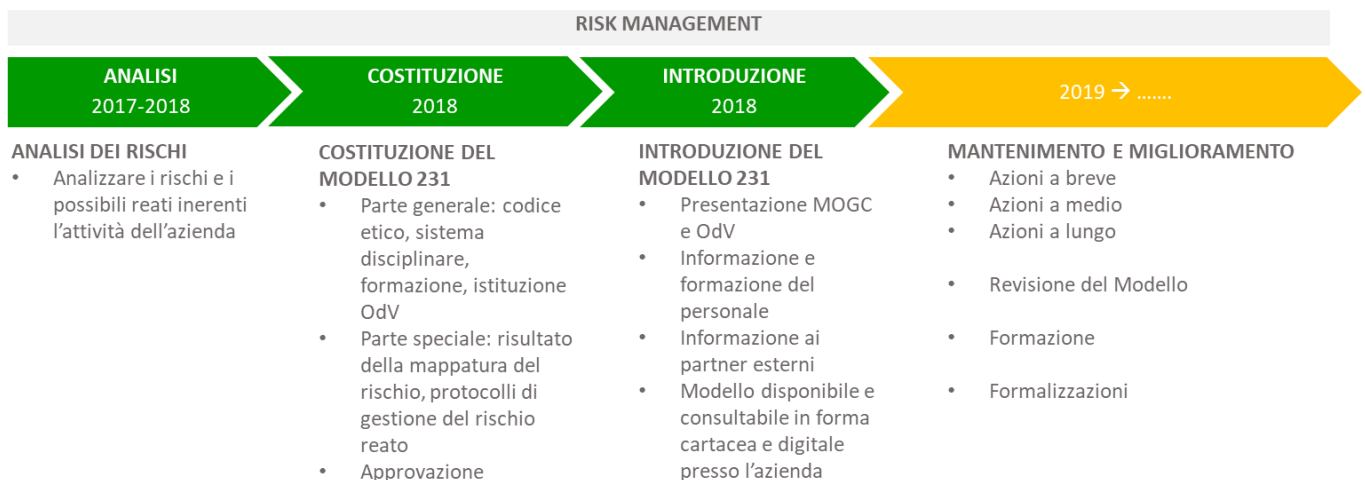 RISK MANAGEMENT
ANALISI
2017-2018
COSTITUZIONE
2018
INTRODUZIONE
2018
2019 → .......
ANALISI DEI RISCHI
• Analizzare i rischi e i
possibili reati inerenti
l’attività dell’azienda
COSTITUZIONE DEL
MODELLO 231
• Parte generale: codice
etico, sistema
disciplinare,
formazione, istituzione
OdV
• Parte speciale: risultato
della mappatura del
rischio, protocolli di
gestione del rischio
reato
• Approvazione
INTRODUZIONE DEL
MODELLO 231
• Presentazione MOGC
e OdV
• Informazione e
formazione del
personale
• Informazione ai
partner esterni
• Modello disponibile e
consultabile in forma
cartacea e digitale
presso l’azienda
MANTENIMENTO E MIGLIORAMENTO
• Azioni a breve
• Azioni a medio
• Azioni a lungo
• Revisione del Modello
• Formazione
• Formalizzazioni